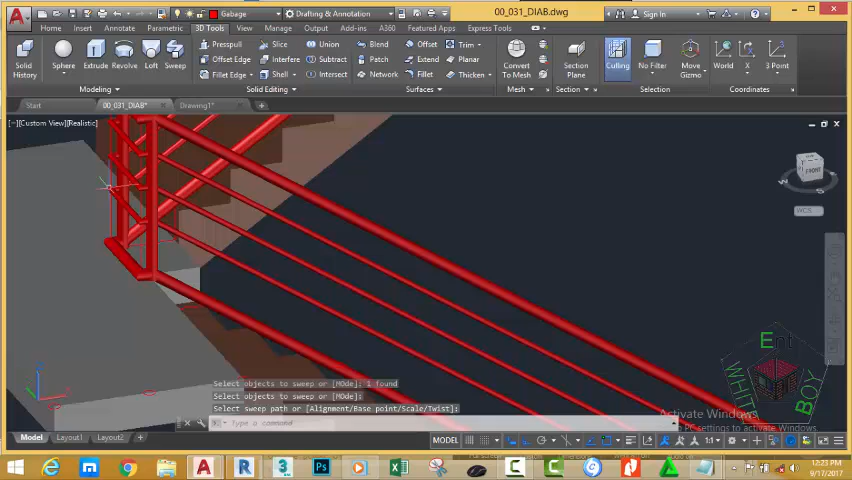 Gabage
Drafting & Annotation
00_031_DIAB.dwg
Sign In
Home
Insert
Annotate
Parametric
3D Tools
Visualize
View
Manage
Output
Add-ins
A360
Featured Apps
Express Tools
Solid History
Sphere
Extrude
Revolve
Loft
Sweep
Presspull
Offset Edge
Fillet Edge
Slice
Interfere
Shell
Union
Subtract
Intersect
Blend
Patch
Network
Offset
Extend
Fillet
Trim
Planar
Thicken
Convert To Mesh
Section Plane
Culling
No Filter
Move Gizmo
World
X
3 Point
Modeling
Solid Editing
Surfaces
Mesh
Section
Selection
Coordinates
Start
00_031_DIAB*
Drawing1*
[−][Custom View][Realistic]
FRONT
W
S
WCS
Ent
WHIT
BOY
Select objects to sweep or [MOde]: 1 found
Select objects to sweep or [MOde]:
Select sweep path or [Alignment/Base point/Scale/Twist]:
Type a command
Activate Windows
Go to PC settings to activate Windows.
Model
Layout1
Layout2
MODEL
1:1
12:23 PM
9/17/2017